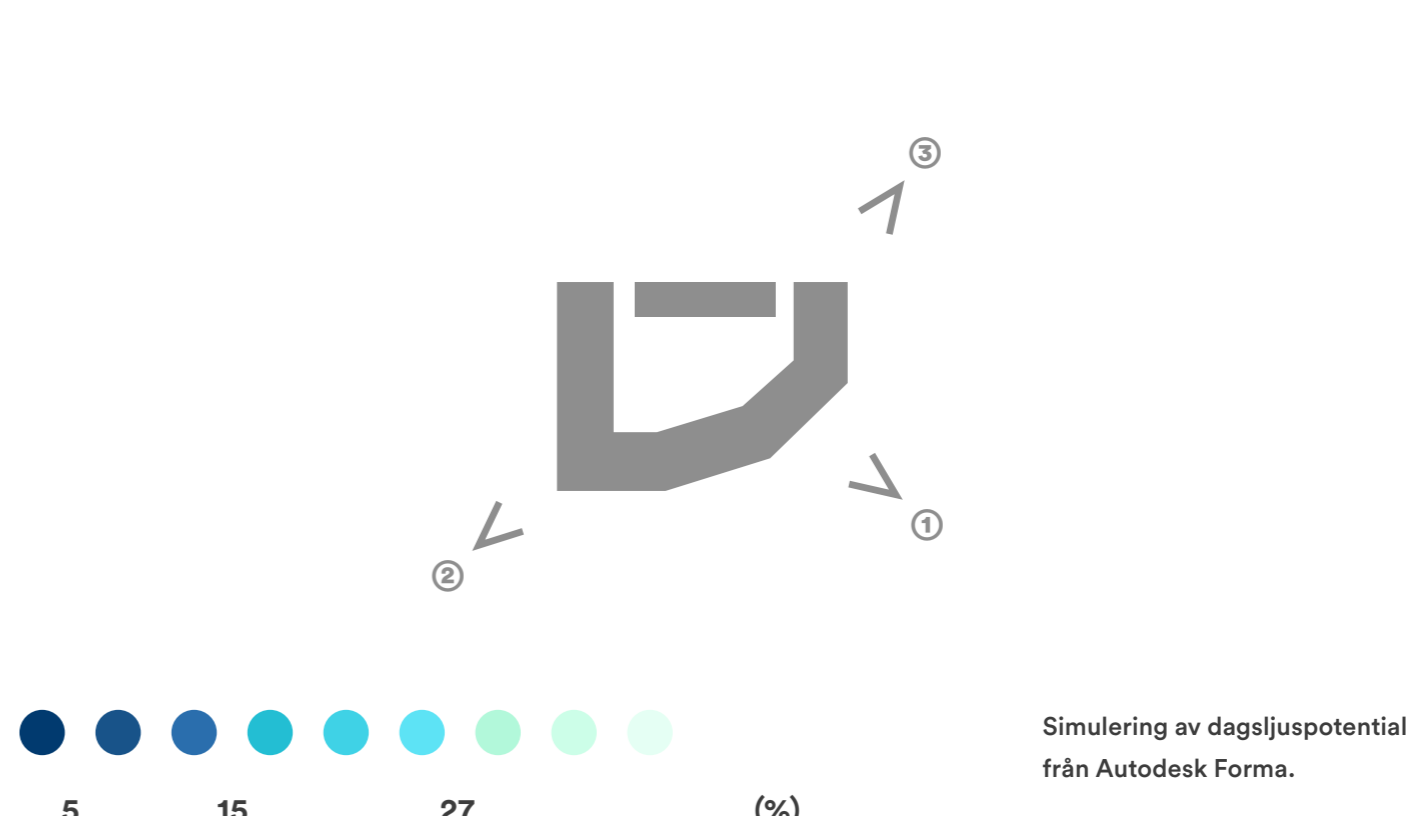 ③
①
②
Simulering av dagsljuspotential
från Autodesk Forma.
5 15 27 (%)